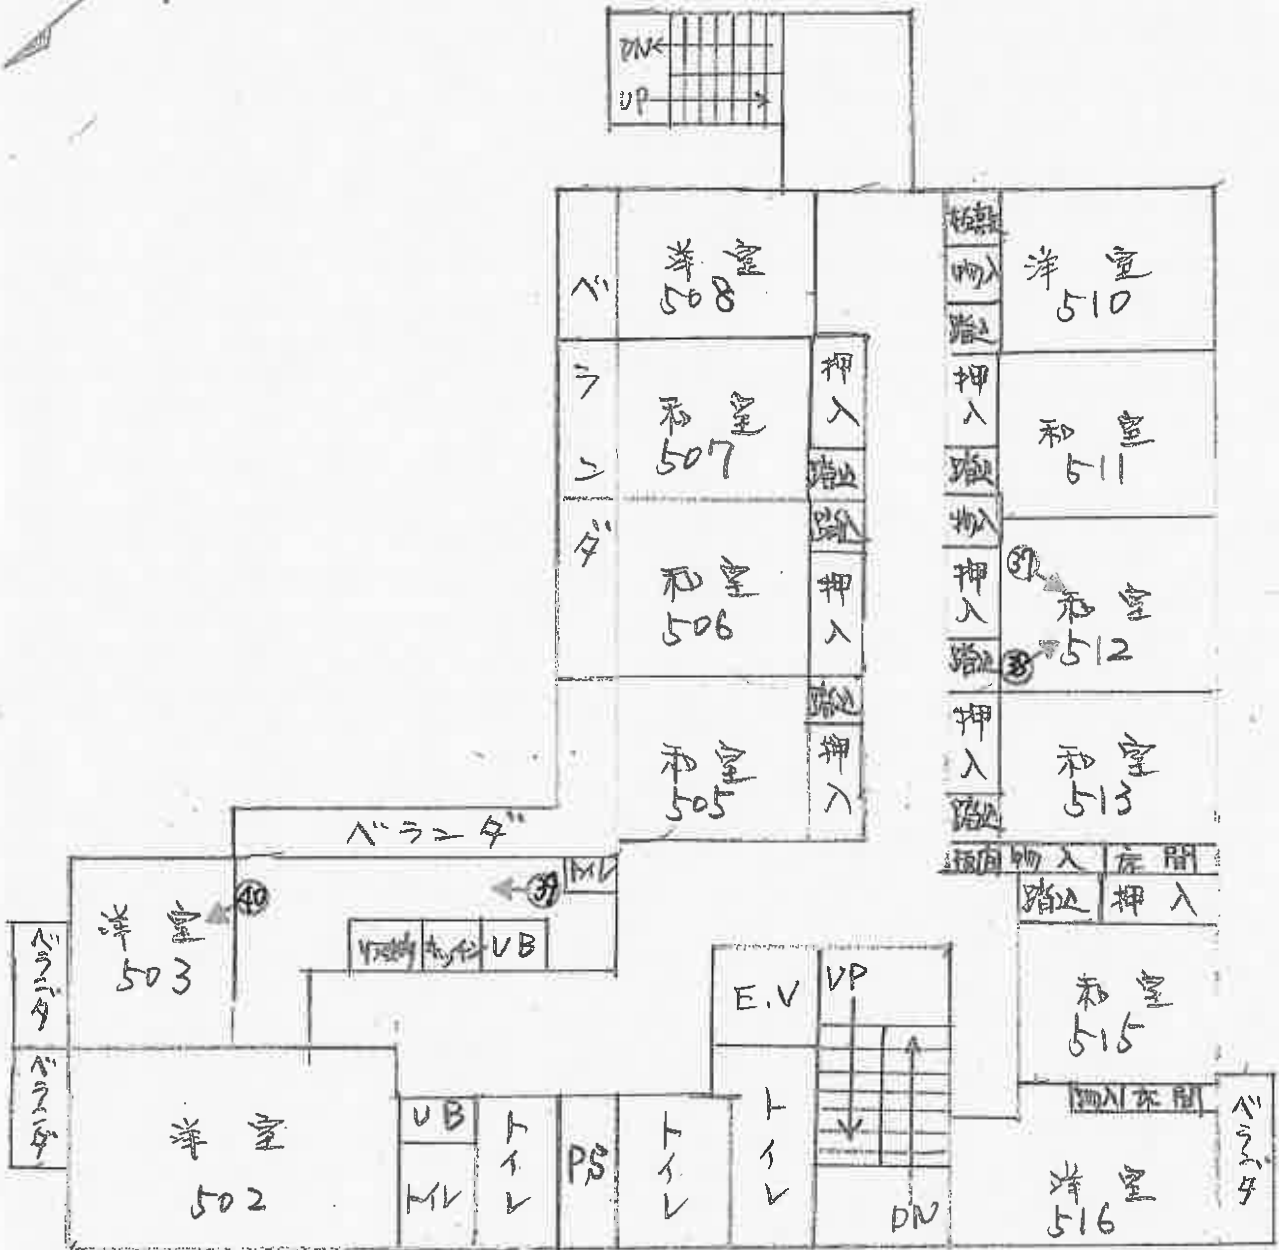 DN
UP
洋室
508
ベランダ
和室
507
和室
506
和室
505
押入
踏込
踏込
押入
踏込
押入
物入
踏込
押入
踏込
物入
押入
踏込
押入
踏込
洋室
510
和室
511
㊲
和室
512
㊳
和室
513
物入
床間
踏込
押入
和室
515
物入
床間
洋室
516
ベランダ
ベランダ
トイレ
㊴
㊵
洋室
503
ベランダ
ベランダ
キッチン
UB
E.V
UP
DN
洋室
502
UB
トイレ
トイレ
PS
トイレ
トイレ